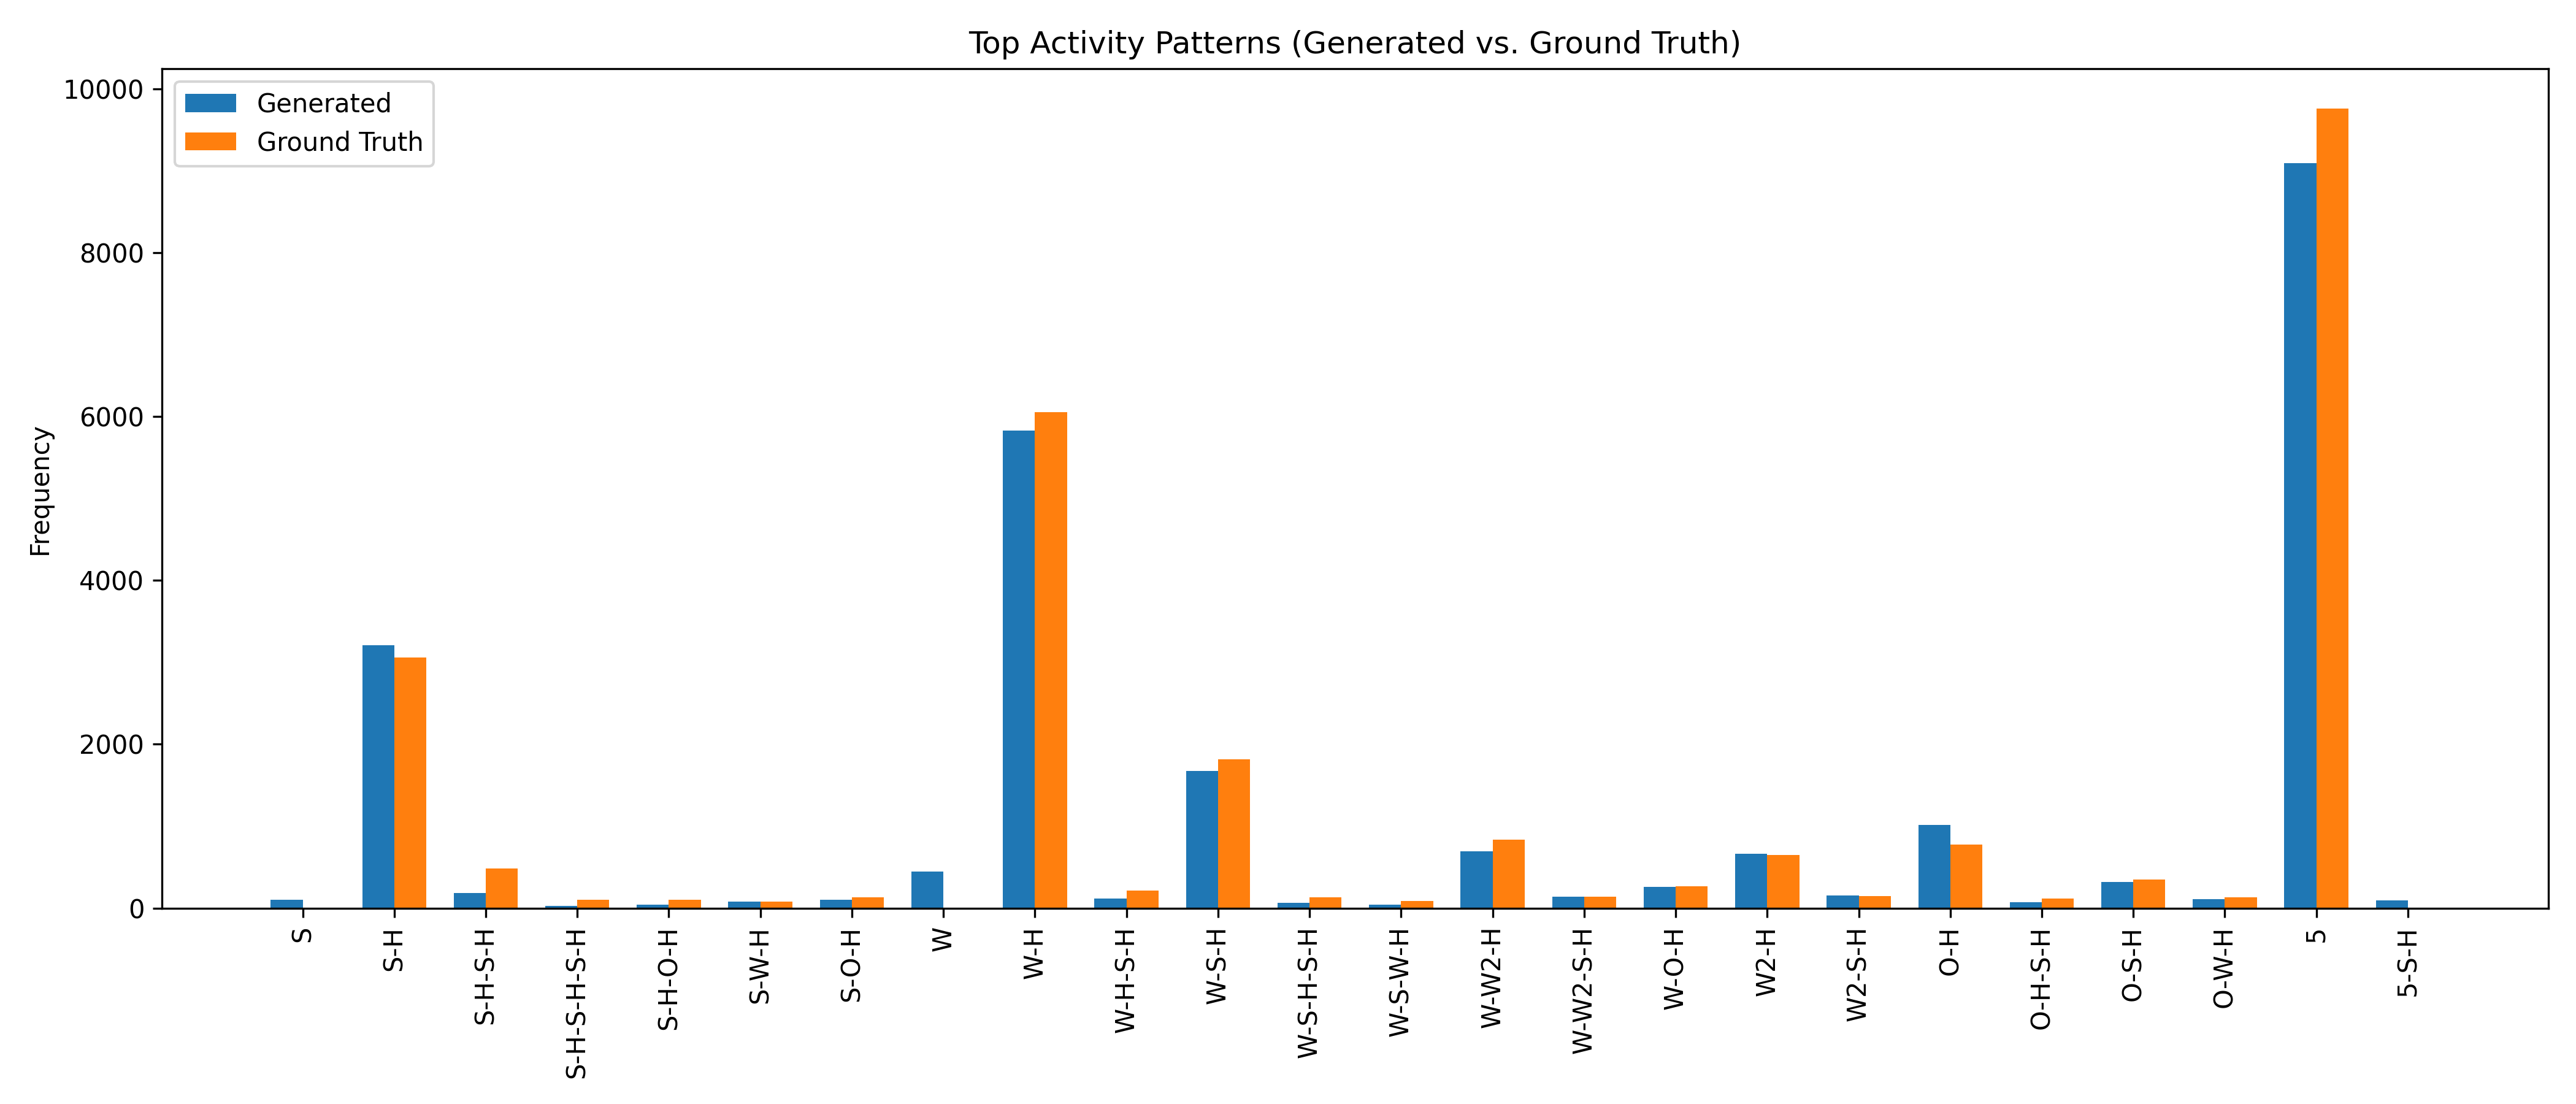 Top Activity Patterns (Generated vs. Ground Truth)
Generated
Ground Truth
Frequency
10000
8000
6000
4000
2000
0
S
S-H
S-H-S-H
S-H-S-H-S-H
S-H-O-H
S-W-H
S-O-H
W
W-H
W-H-S-H
W-S-H
W-S-H-S-H
W-S-W-H
W-W2-H
W-W2-S-H
W-O-H
W2-H
W2-S-H
O-H
O-H-S-H
O-S-H
O-W-H
5
5-S-H